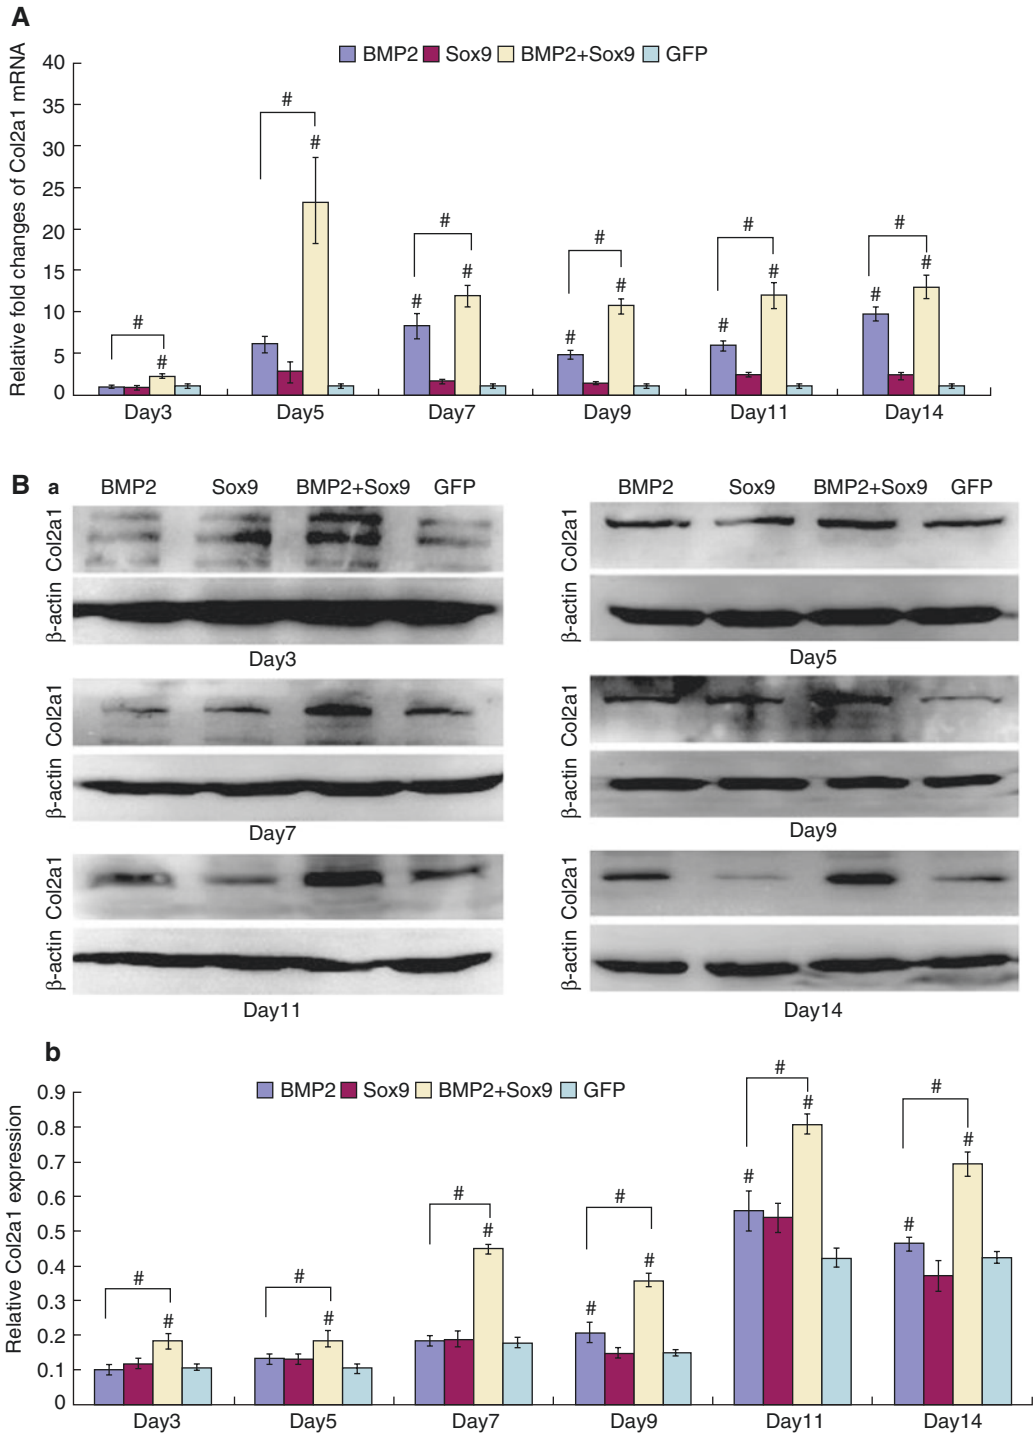 A
BMP2 Sox9 BMP2+Sox9 GFP
Relative fold changes of Col2a1 mRNA
40
35
30
25
20
15
10
5
0
# # # # # # # # # # # # # # # #
Day3 Day5 Day7 Day9 Day11 Day14
B a
BMP2 Sox9 BMP2+Sox9 GFP BMP2 Sox9 BMP2+Sox9 GFP
Col2a1 Col2a1
β-actin β-actin
Day3 Day5
Col2a1 Col2a1
β-actin β-actin
Day7 Day9
Col2a1 Col2a1
β-actin β-actin
Day11 Day14
b
BMP2 Sox9 BMP2+Sox9 GFP
Relative Col2a1 expression
0.9
0.8
0.7
0.6
0.5
0.4
0.3
0.2
0.1
0
# # # # # # # # # # # # # # #
Day3 Day5 Day7 Day9 Day11 Day14